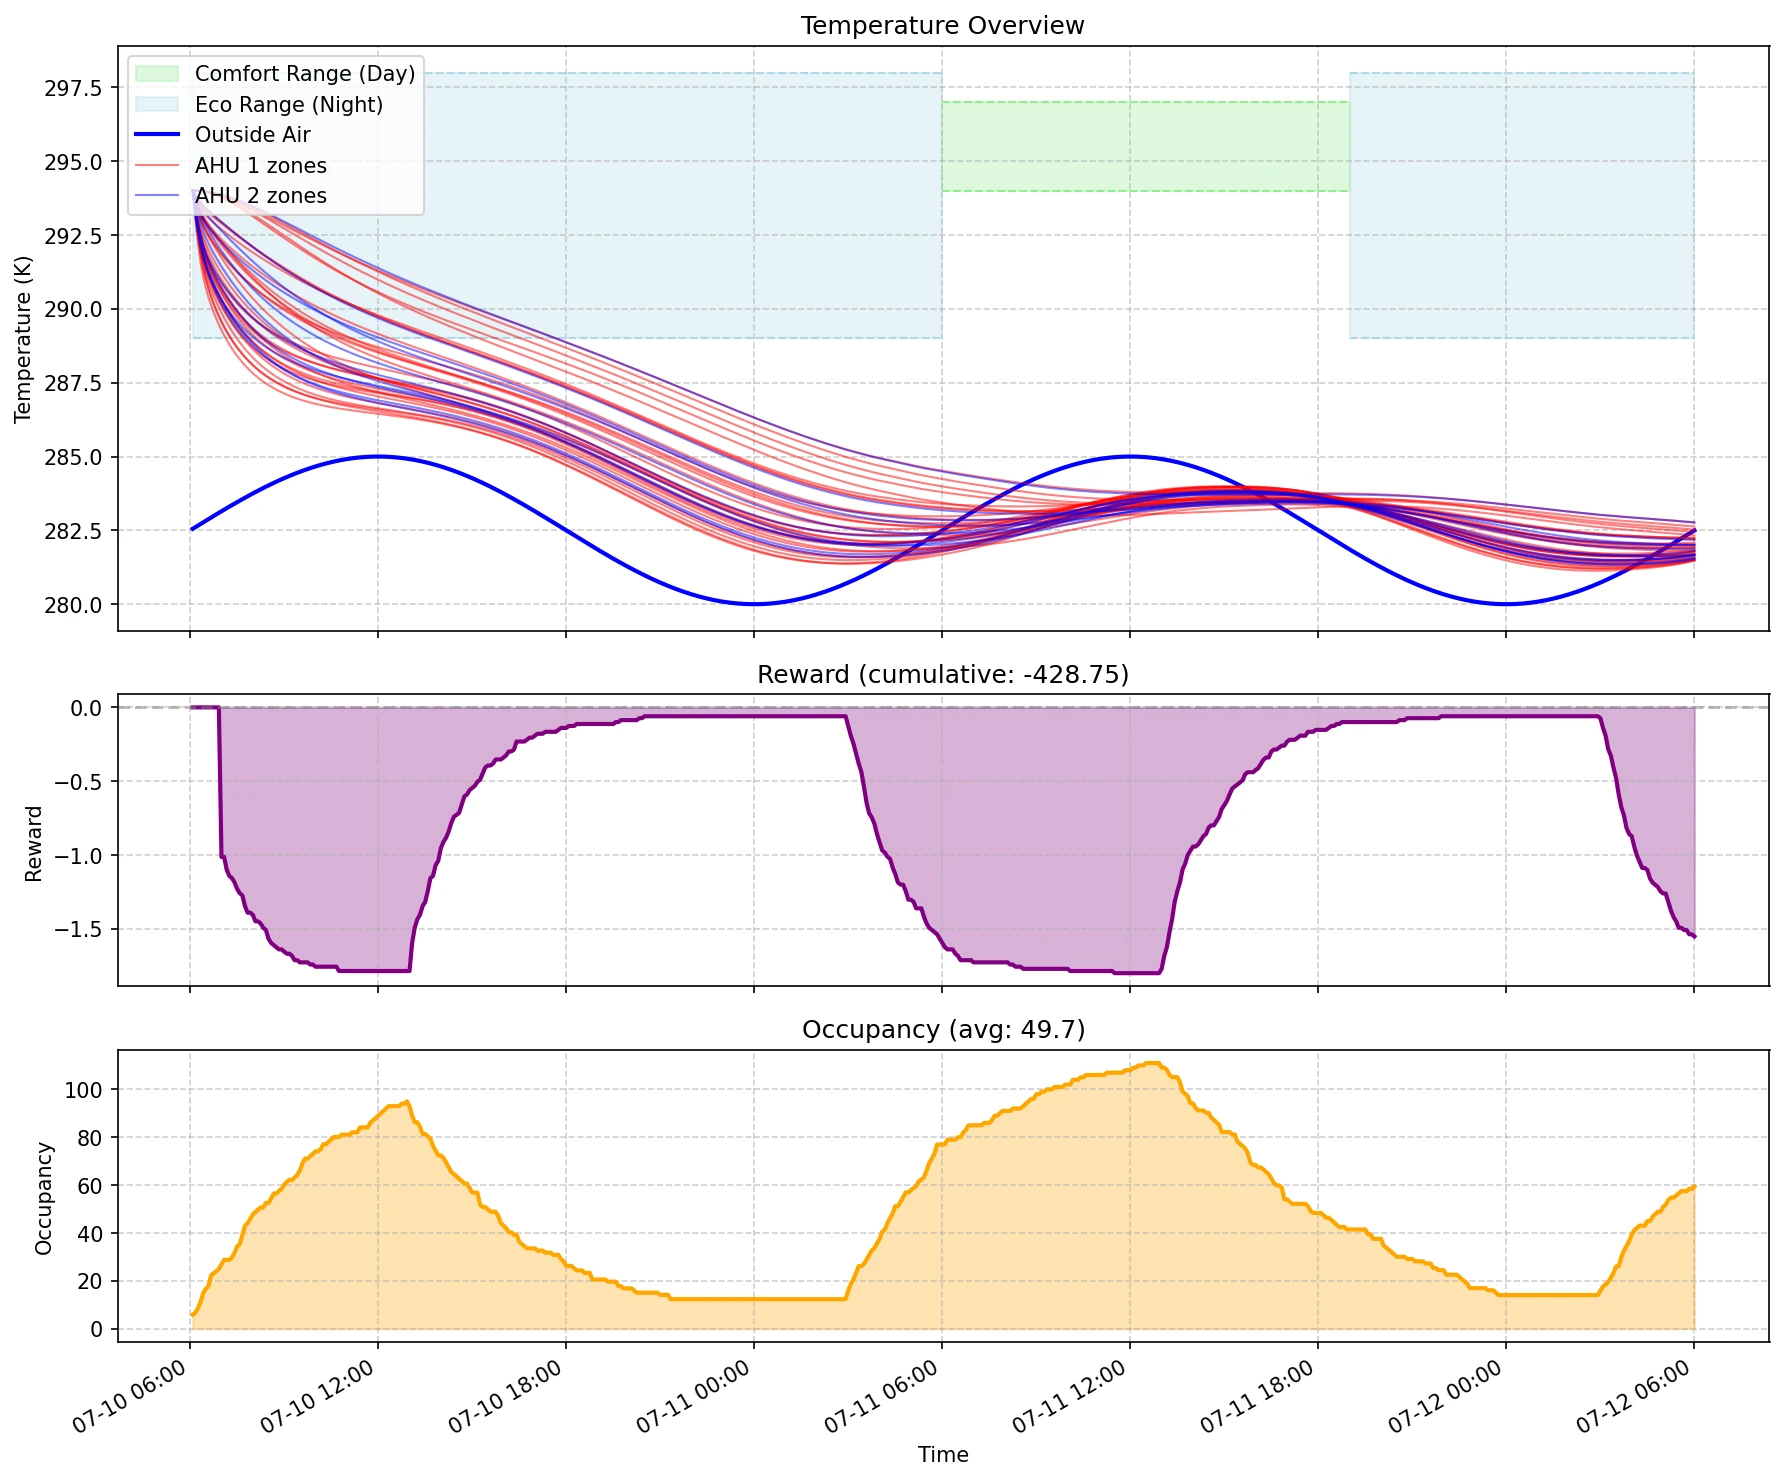 Temperature Overview
Comfort Range (Day)
Eco Range (Night)
Outside Air
AHU 1 zones
AHU 2 zones
Temperature (K)
297.5
295.0
292.5
290.0
287.5
285.0
282.5
280.0
Reward (cumulative: -428.75)
Reward
0.0
−0.5
−1.0
−1.5
Occupancy (avg: 49.7)
Occupancy
100
80
60
40
20
0
07-10 06:00
07-10 12:00
07-10 18:00
07-11 00:00
07-11 06:00
07-11 12:00
07-11 18:00
07-12 00:00
07-12 06:00
Time